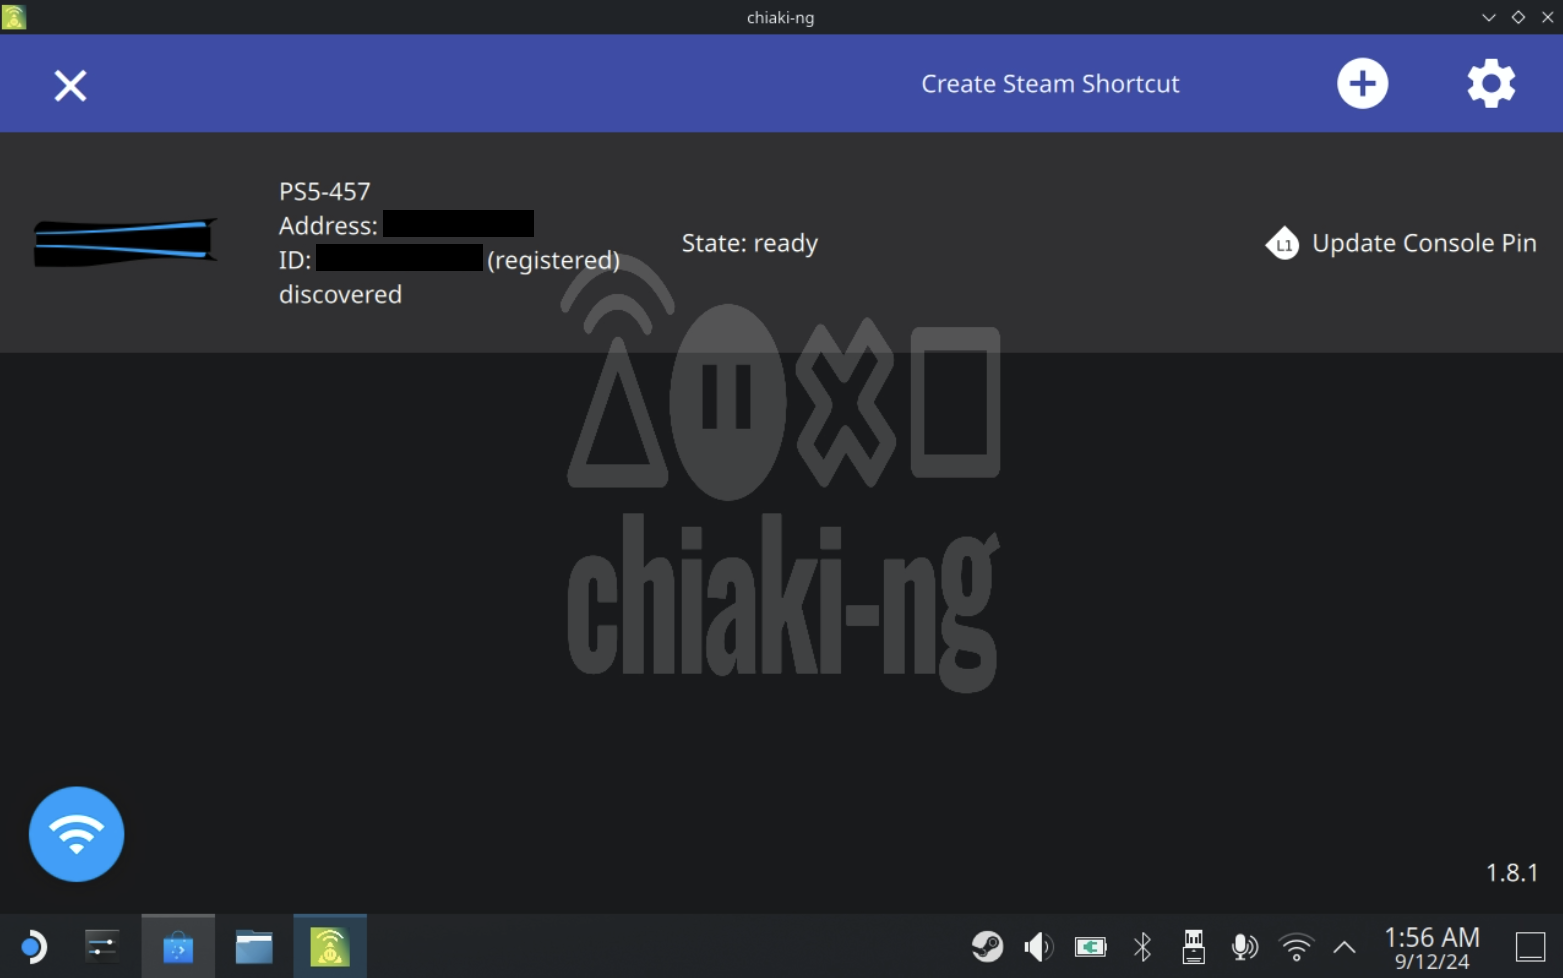 chiaki-ng
Create Steam Shortcut
PS5-457
Address:
ID: (registered)
discovered
State: ready
L1 Update Console Pin
chiaki-ng
1.8.1
1:56 AM
9/12/24